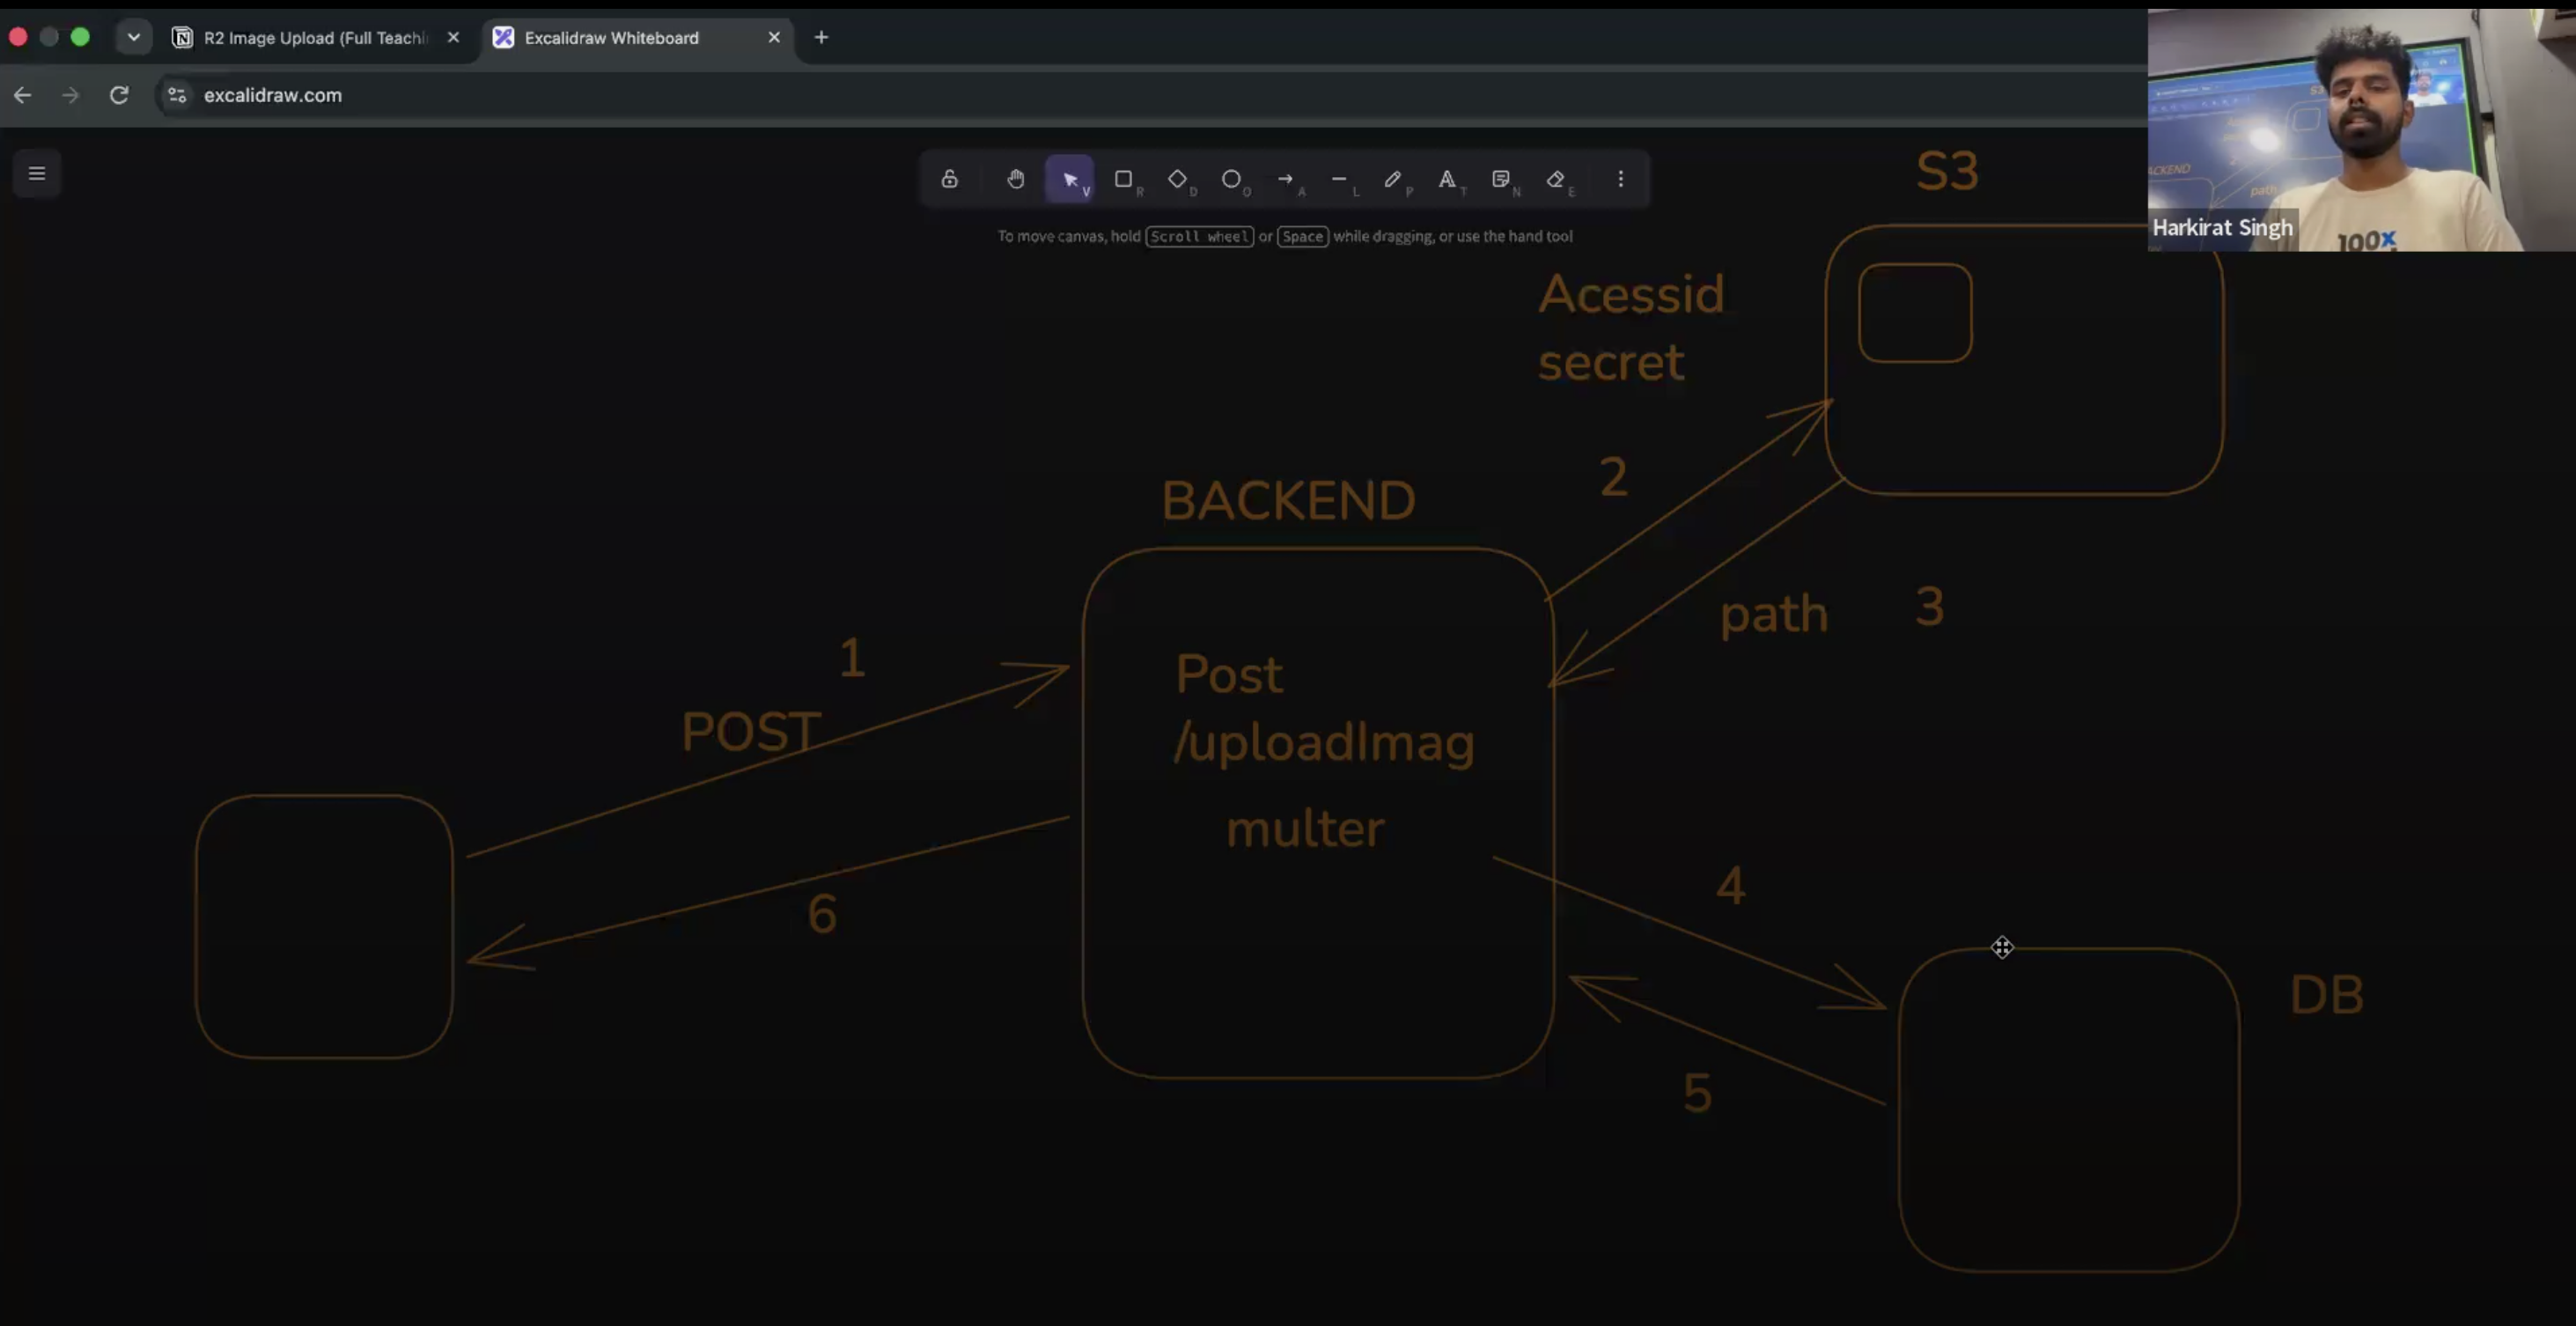 R2 Image Upload (Full Teachi
Excalidraw Whiteboard
excalidraw.com
V
R
D
O
A
L
P
T
N
E
To move canvas, hold Scroll wheel or Space while dragging, or use the hand tool
Harkirat Singh
100x
S3
Acessid
secret
2
BACKEND
path 3
1
POST
Post
/uploadImag
multer
6
4
DB
5